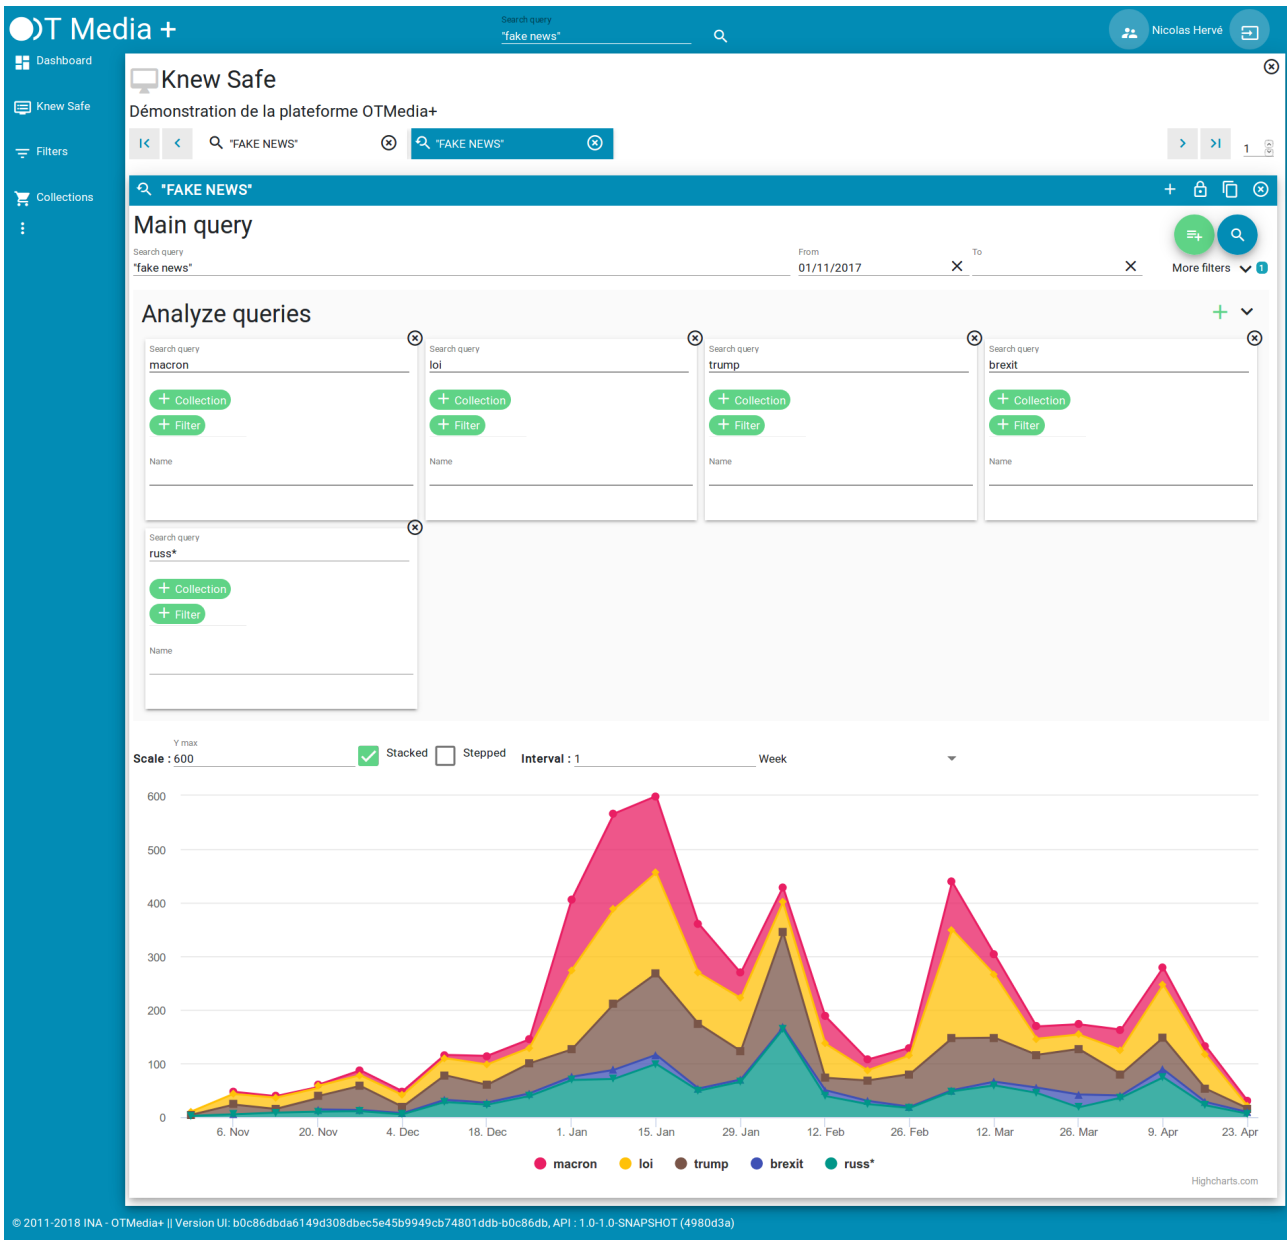 OT Media +
Search query
"fake news"
Nicolas Hervé
Dashboard
Knew Safe
Filters
Collections
Knew Safe
Démonstration de la plateforme OTMedia+
"FAKE NEWS"
"FAKE NEWS"
1
"FAKE NEWS"
Main query
Search query
"fake news"
From
01/11/2017
To
More filters
1
Analyze queries
Search query
macron
+ Collection
+ Filter
Name
Search query
loi
+ Collection
+ Filter
Name
Search query
trump
+ Collection
+ Filter
Name
Search query
brexit
+ Collection
+ Filter
Name
Search query
russ*
+ Collection
+ Filter
Name
Y max
Scale : 600
Stacked
Stepped
Interval : 1
Week
600
500
400
300
200
100
0
6. Nov
20. Nov
4. Dec
18. Dec
1. Jan
15. Jan
29. Jan
12. Feb
26. Feb
12. Mar
26. Mar
9. Apr
23. Apr
macron
loi
trump
brexit
russ*
Highcharts.com
© 2011-2018 INA - OTMedia+ || Version UI: b0c86dbda6149d308dbec5e45b9949cb74801ddb-b0c86db, API : 1.0-1.0-SNAPSHOT (4980d3a)